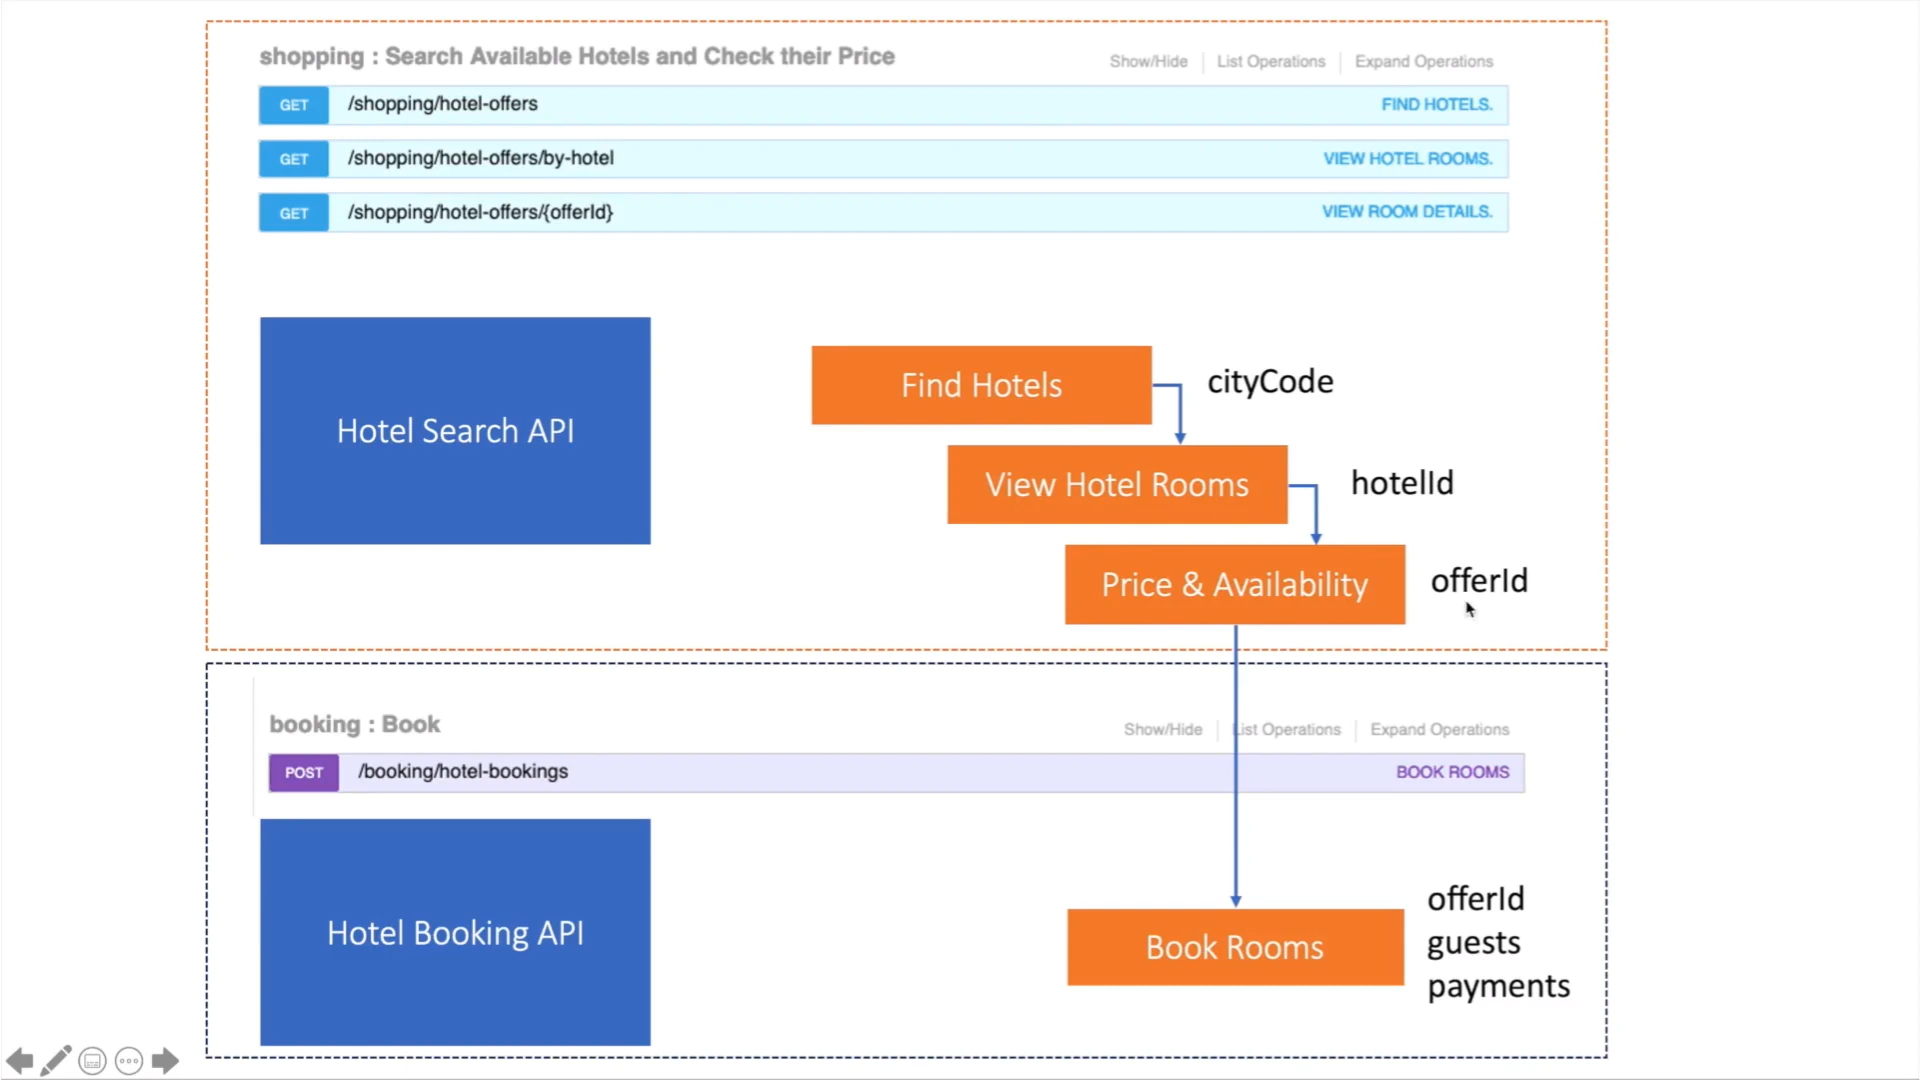 shopping : Search Available Hotels and Check their Price
Show/Hide List Operations Expand Operations
GET /shopping/hotel-offers FIND HOTELS.
GET /shopping/hotel-offers/by-hotel VIEW HOTEL ROOMS.
GET /shopping/hotel-offers/{offerId} VIEW ROOM DETAILS.
Hotel Search API
Find Hotels
cityCode
View Hotel Rooms
hotelId
Price & Availability
offerId
booking : Book
Show/Hide List Operations Expand Operations
POST /booking/hotel-bookings BOOK ROOMS
Hotel Booking API
Book Rooms
offerId
guests
payments